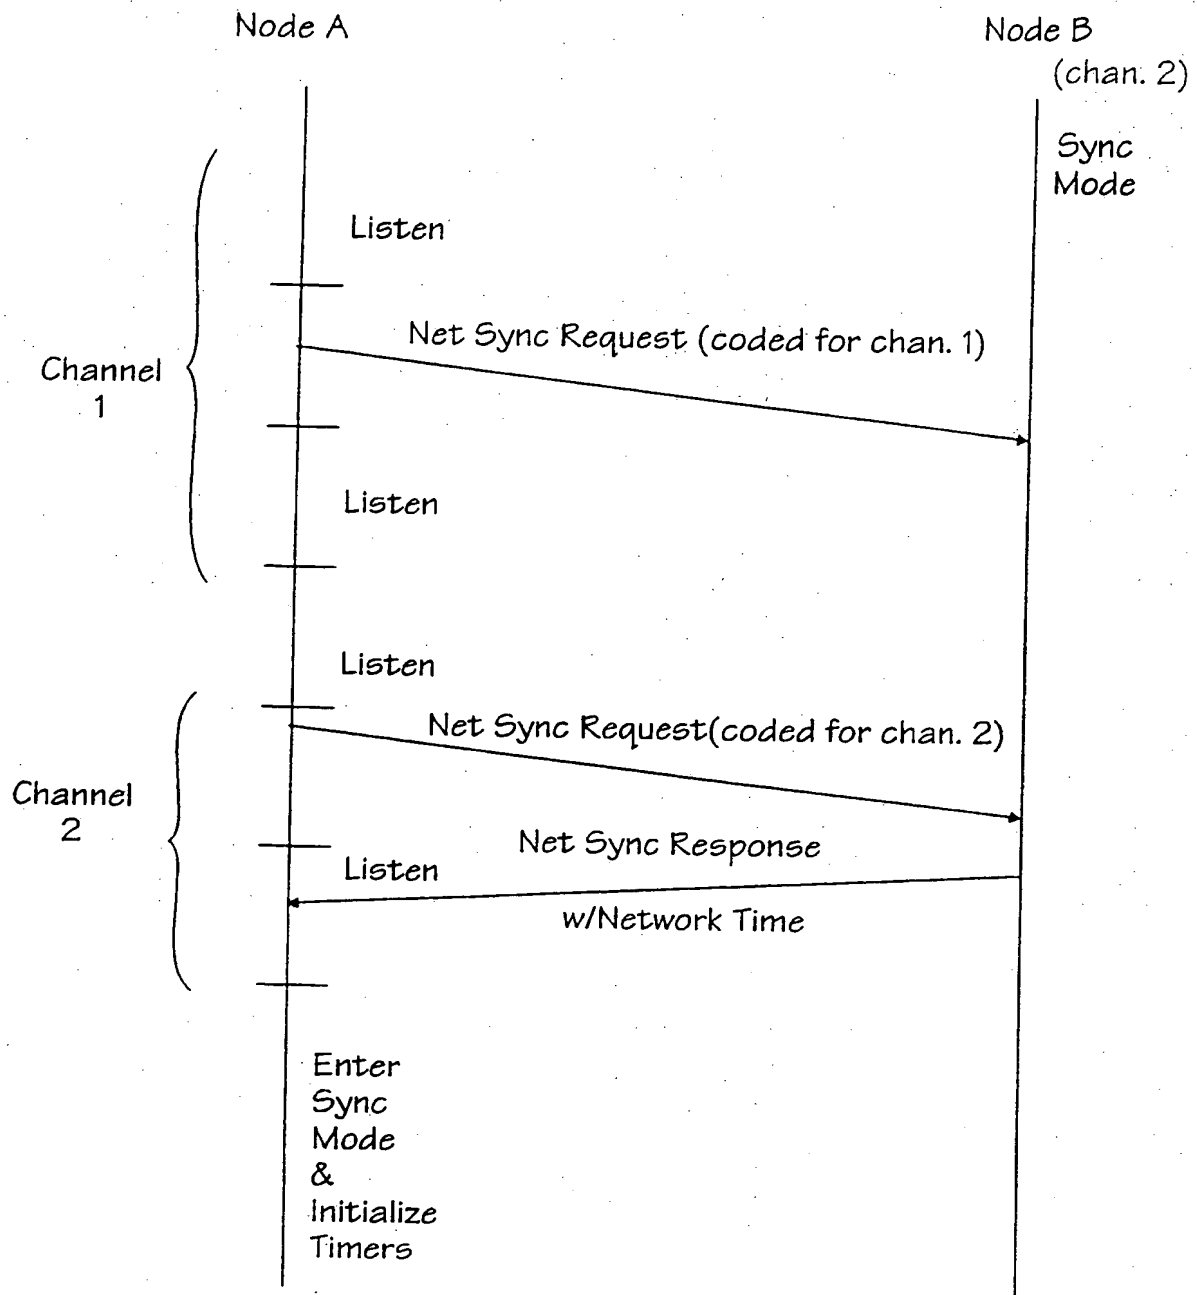 Node A
Node B
(chan. 2)
Sync
Mode
Listen
Net Sync Request (coded for chan. 1)
Channel
1
Listen
Listen
Net Sync Request(coded for chan. 2)
Channel
2
Net Sync Response
Listen
w/Network Time
Enter
Sync
Mode
&
Initialize
Timers